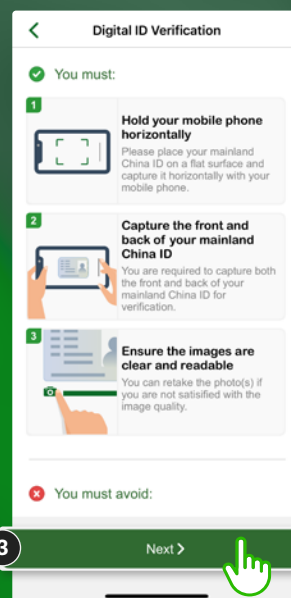 Digital ID Verification
You must:
1
Hold your mobile phone
horizontally
Please place your mainland
China ID on a flat surface and
capture it horizontally with your
mobile phone.
2
Capture the front and
back of your mainland
China ID
You are required to capture both
the front and back of your
mainland China ID for
verification.
3
Ensure the images are
clear and readable
You can retake the photo(s) if
you are not satisified with the
image quality.
You must avoid:
3
Next